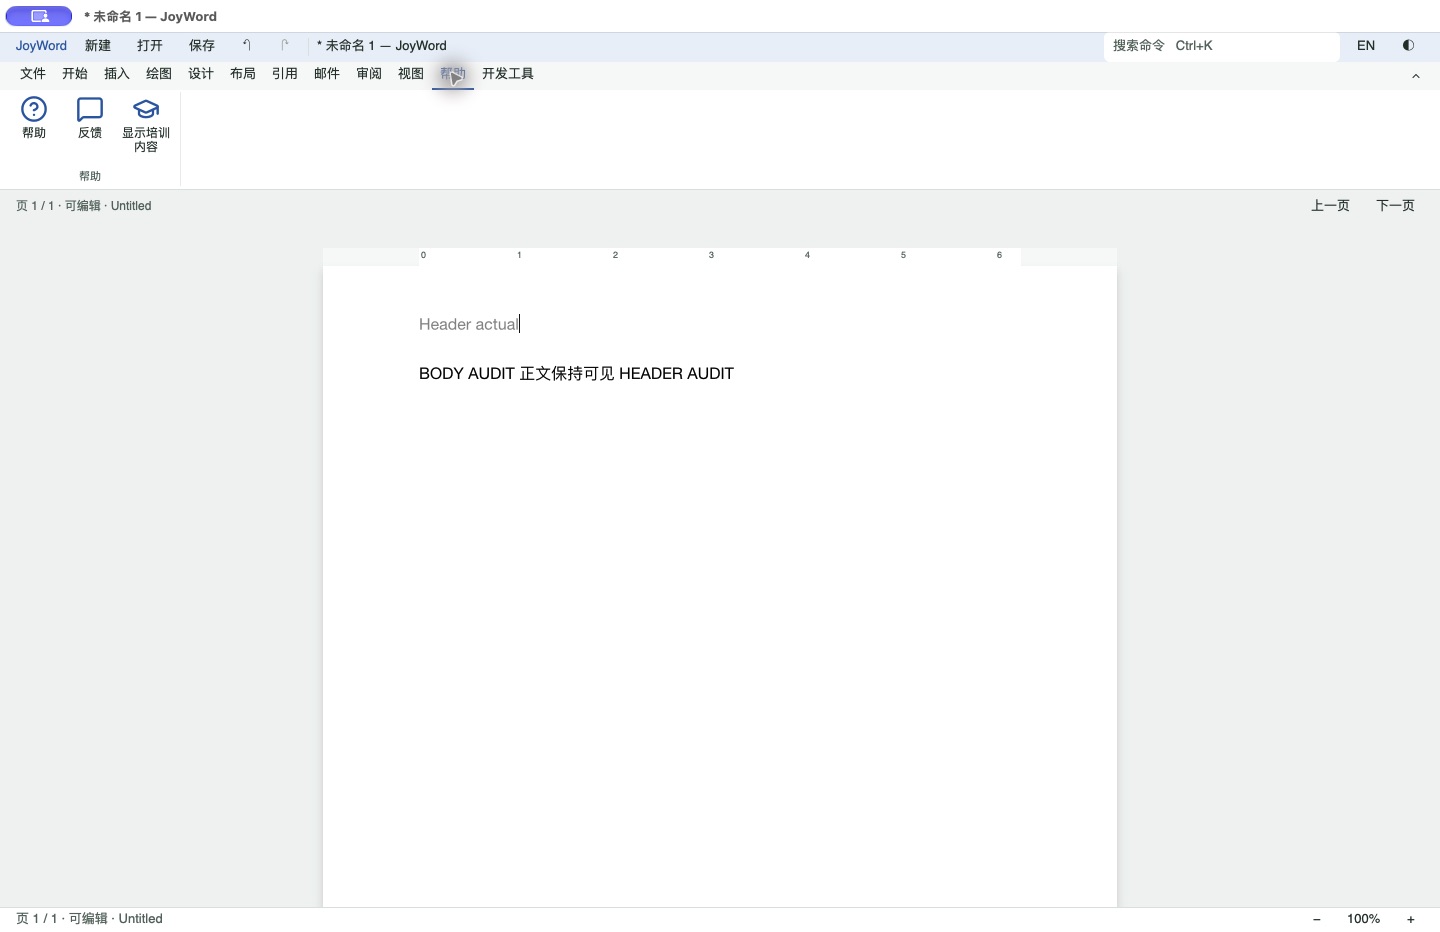 * 未命名 1 — JoyWord
JoyWord 新建 打开 保存 * 未命名 1 — JoyWord 搜索命令 Ctrl+K EN
文件 开始 插入 绘图 设计 布局 引用 邮件 审阅 视图 帮助 开发工具
帮助 反馈 显示培训
内容
帮助
页 1 / 1 · 可编辑 · Untitled 上一页 下一页
0 1 2 3 4 5 6
Header actual
BODY AUDIT 正文保持可见 HEADER AUDIT
页 1 / 1 · 可编辑 · Untitled − 100% +